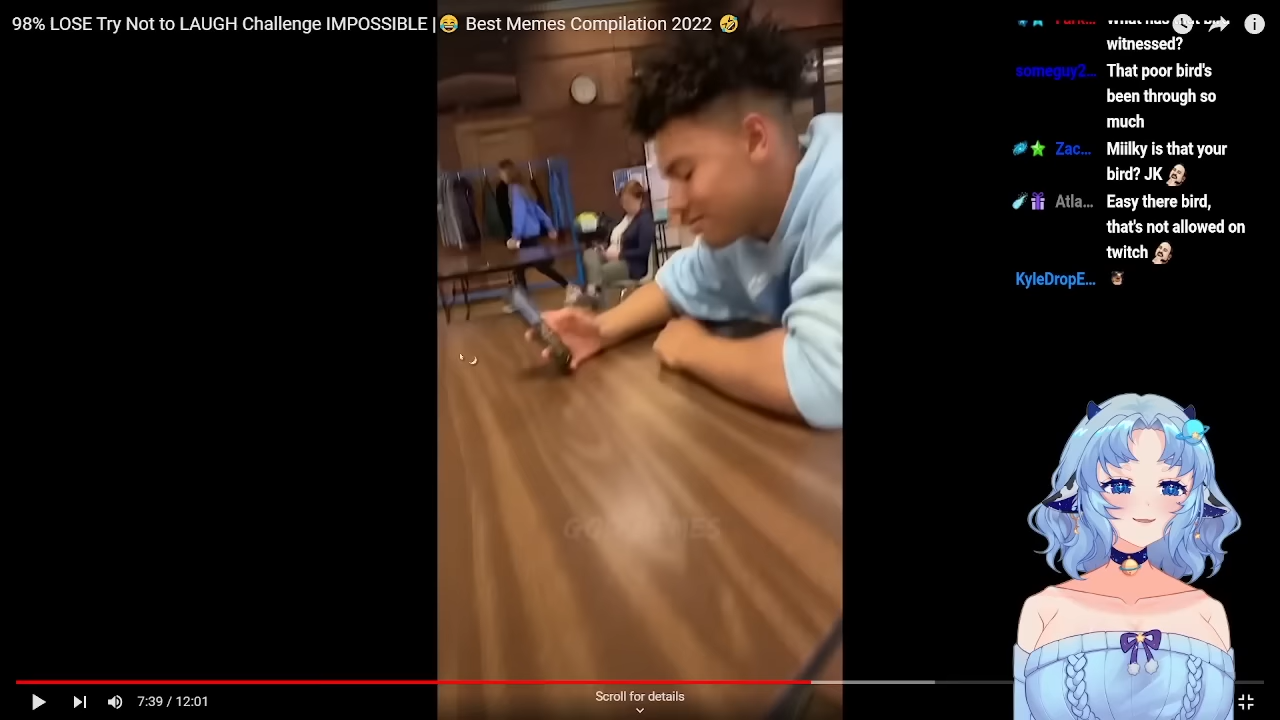 98% LOSE Try Not to LAUGH Challenge IMPOSSIBLE | 😂 Best Memes Compilation 2022 🤣
witnessed?
someguy2... That poor bird's
been through so
much
Zac... Miilky is that your
bird? JK
Atla... Easy there bird,
that's not allowed on
twitch
KyleDropE...
7:39 / 12:01
Scroll for details